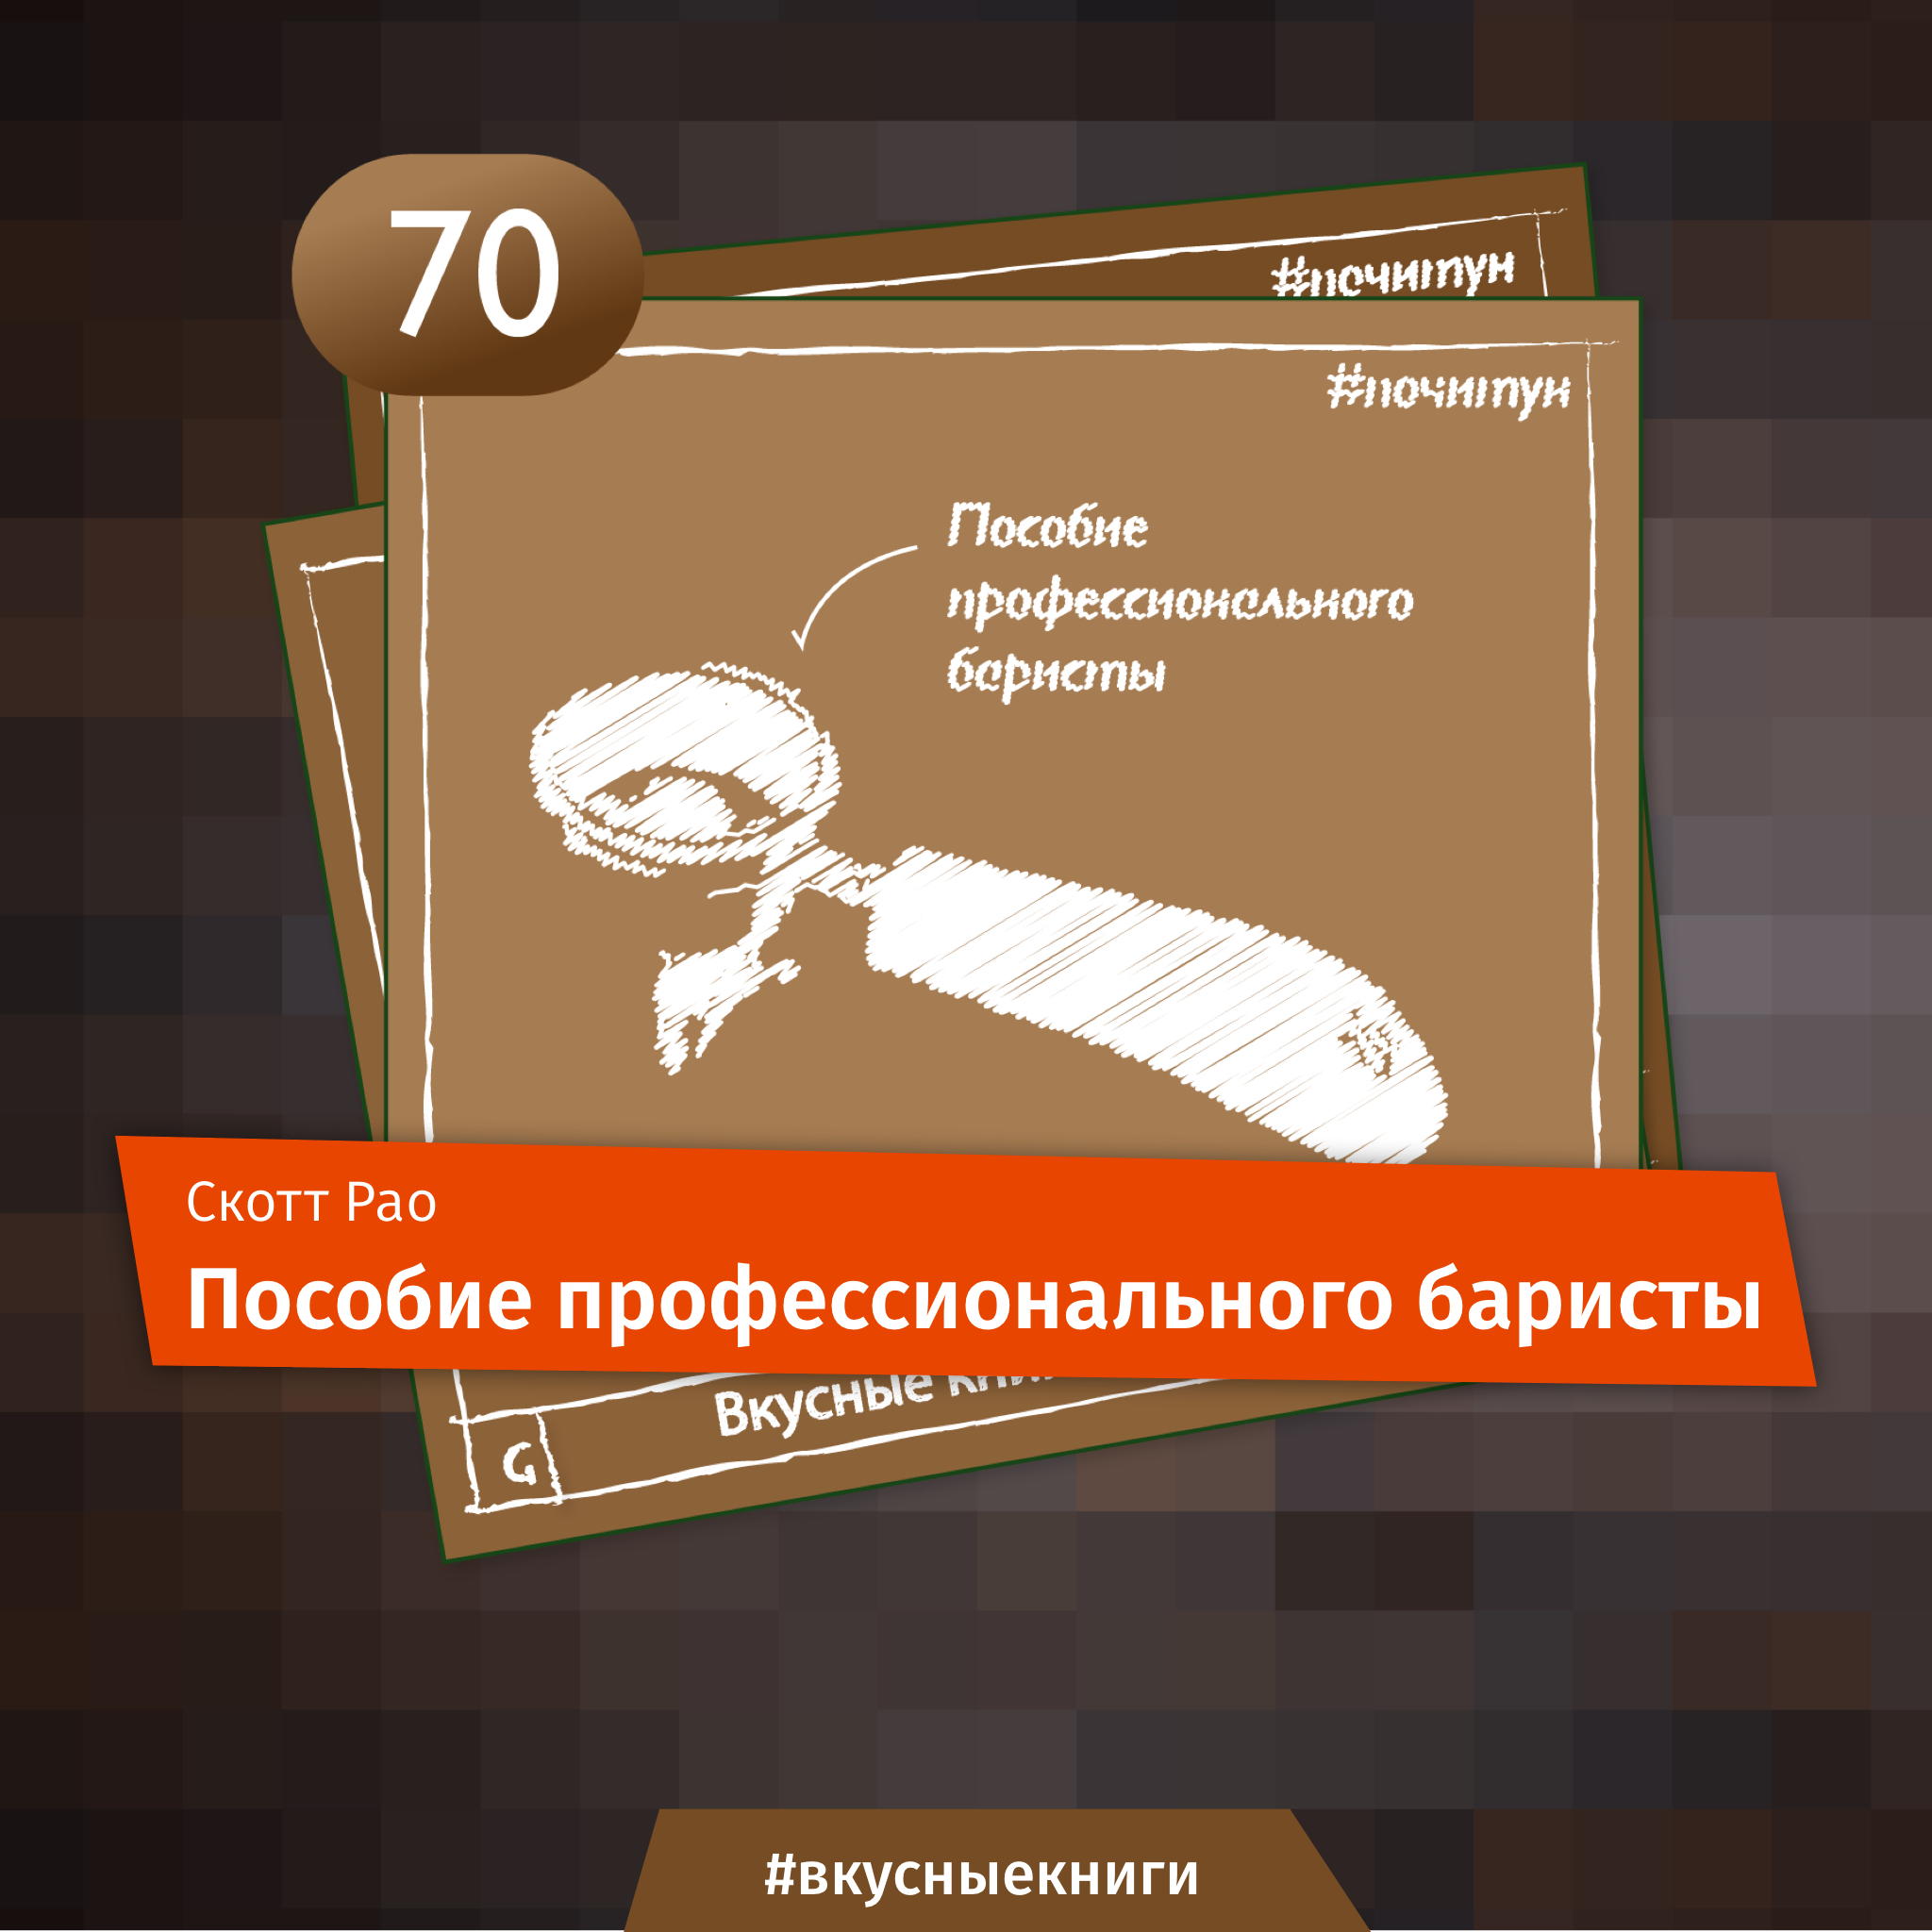 70
#почитун
#почитун
Пособие
профессионального
баристы
Скотт Рао
Пособие профессионального баристы
Вкусные
G
#вкусныекниги